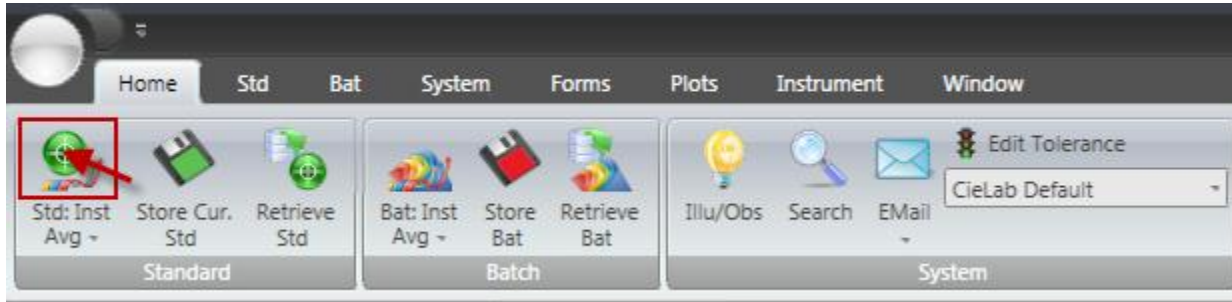 Home Std Bat System Forms Plots Instrument Window
Edit Tolerance
CieLab Default
Std: Inst Store Cur. Retrieve Bat: Inst Store Retrieve Illu/Obs Search EMail
Avg Std Std Avg Bat Bat
Standard Batch System